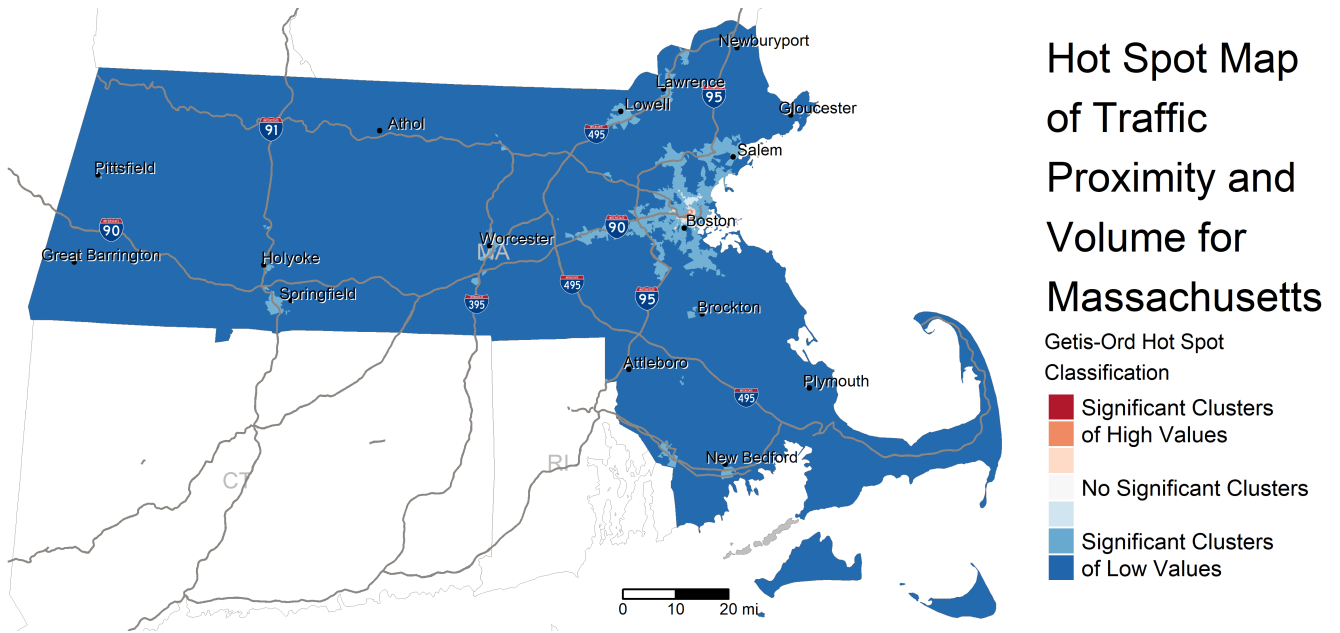 Hot Spot Map
of Traffic
Proximity and
Volume for
Massachusetts
Getis-Ord Hot Spot
Classification
Significant Clusters
of High Values
No Significant Clusters
Significant Clusters
of Low Values
Newburyport
Lawrence
95
Lowell
Gloucester
91
Athol
495
Salem
Pittsfield
90
90
Boston
Worcester
MA
Great Barrington
Holyoke
495
Springfield
395
95
Brockton
Attleboro
Plymouth
495
New Bedford
RI
CT
0 10 20 mi